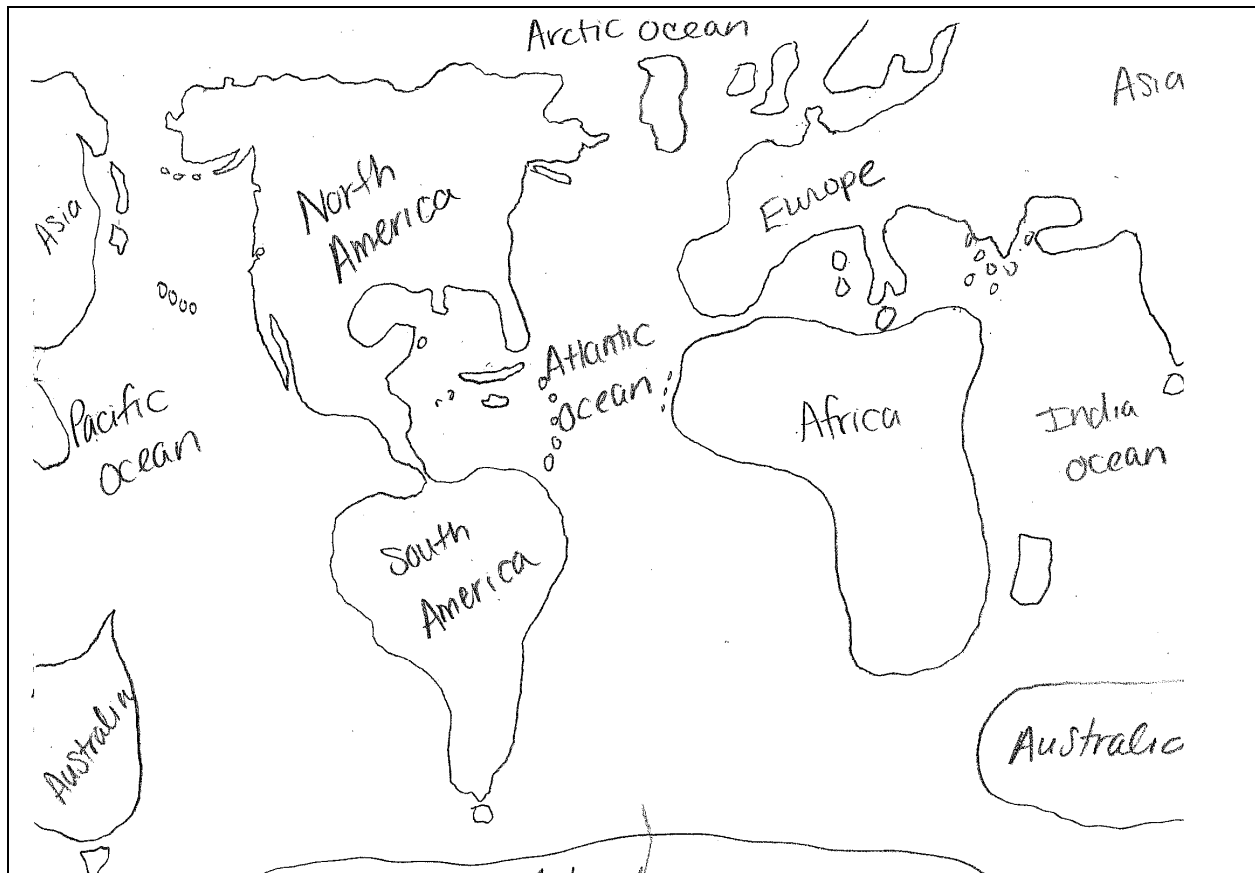 Arctic ocean
Asia
Asia
North
America
Europe
Atlantic
ocean
Pacific
ocean
Africa
India
ocean
South
America
Australia
Australia